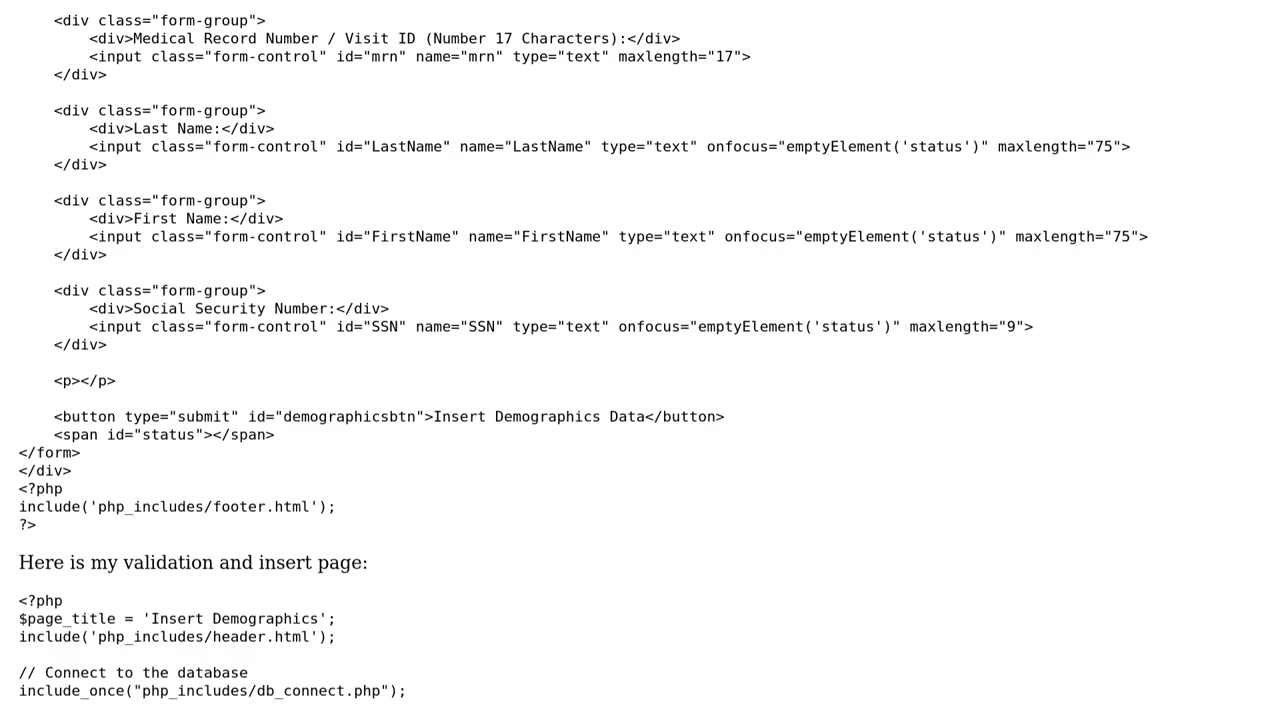 <div class="form-group">
        <div>Medical Record Number / Visit ID (Number 17 Characters):</div>
        <input class="form-control" id="mrn" name="mrn" type="text" maxlength="17">
    </div>

    <div class="form-group">
        <div>Last Name:</div>
        <input class="form-control" id="LastName" name="LastName" type="text" onfocus="emptyElement('status')" maxlength="75">
    </div>

    <div class="form-group">
        <div>First Name:</div>
        <input class="form-control" id="FirstName" name="FirstName" type="text" onfocus="emptyElement('status')" maxlength="75">
    </div>

    <div class="form-group">
        <div>Social Security Number:</div>
        <input class="form-control" id="SSN" name="SSN" type="text" onfocus="emptyElement('status')" maxlength="9">
    </div>

    <p></p>

    <button type="submit" id="demographicsbtn">Insert Demographics Data</button>
    <span id="status"></span>
</form>
</div>
<?php
include('php_includes/footer.html');
?>

Here is my validation and insert page:

<?php
$page_title = 'Insert Demographics';
include('php_includes/header.html');

// Connect to the database
include_once("php_includes/db_connect.php");